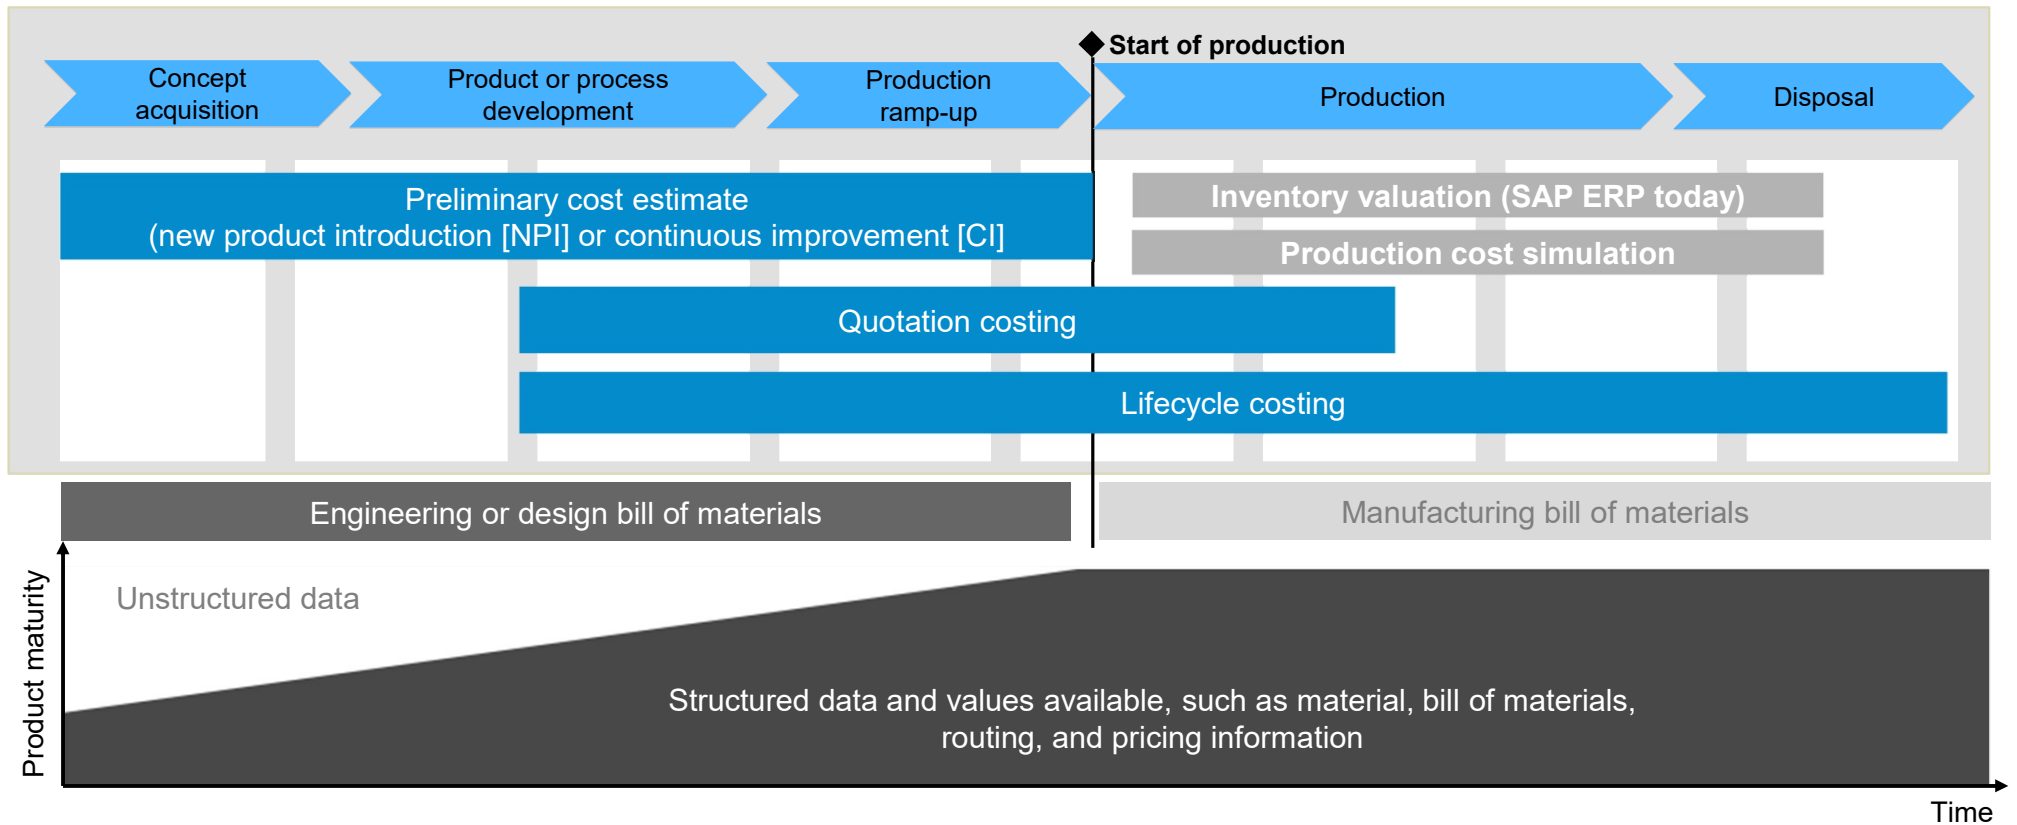 Start of production
Concept
acquisition
Product or process
development
Production
ramp-up
Production
Disposal
Preliminary cost estimate
(new product introduction [NPI] or continuous improvement [CI]
Inventory valuation (SAP ERP today)
Production cost simulation
Quotation costing
Lifecycle costing
Engineering or design bill of materials
Manufacturing bill of materials
Product maturity
Unstructured data
Structured data and values available, such as material, bill of materials,
routing, and pricing information
Time